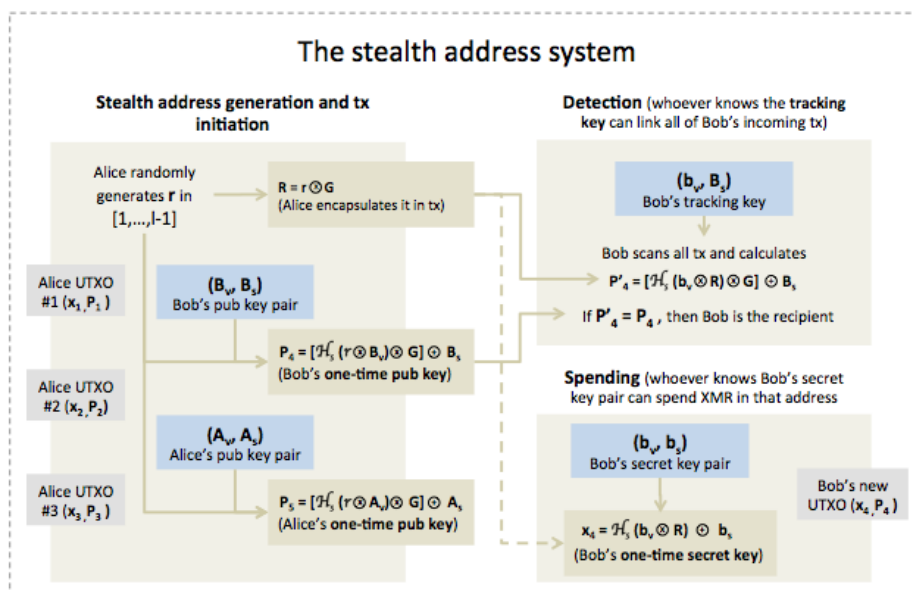 The stealth address system
Stealth address generation and tx
initiation
Alice randomly
generates r in
[1,...,l-1]
R = r ⊗ G
(Alice encapsulates it in tx)
Alice UTXO
#1 (x₁,P₁ )
(Bᵥ, Bₛ)
Bob's pub key pair
P₄ = [ℋₛ (r ⊗ Bᵥ)⊗ G] ⊕ Bₛ
(Bob's one-time pub key)
Alice UTXO
#2 (x₂,P₂)
(Aᵥ, Aₛ)
Alice's pub key pair
Alice UTXO
#3 (x₃,P₃ )
P₅ = [ℋₛ (r ⊗ Aᵥ)⊗ G] ⊕ Aₛ
(Alice's one-time pub key)
Detection (whoever knows the tracking
key can link all of Bob's incoming tx)
(bᵥ, Bₛ)
Bob's tracking key
Bob scans all tx and calculates
P'₄ = [ℋₛ (bᵥ ⊗ R) ⊗ G] ⊕ Bₛ
If P'₄ = P₄ , then Bob is the recipient
Spending (whoever knows Bob's secret
key pair can spend XMR in that address
(bᵥ, bₛ)
Bob's secret key pair
Bob's new
UTXO (x₄,P₄ )
x₄ = ℋₛ (bᵥ ⊗ R) ⊕ bₛ
(Bob's one-time secret key)